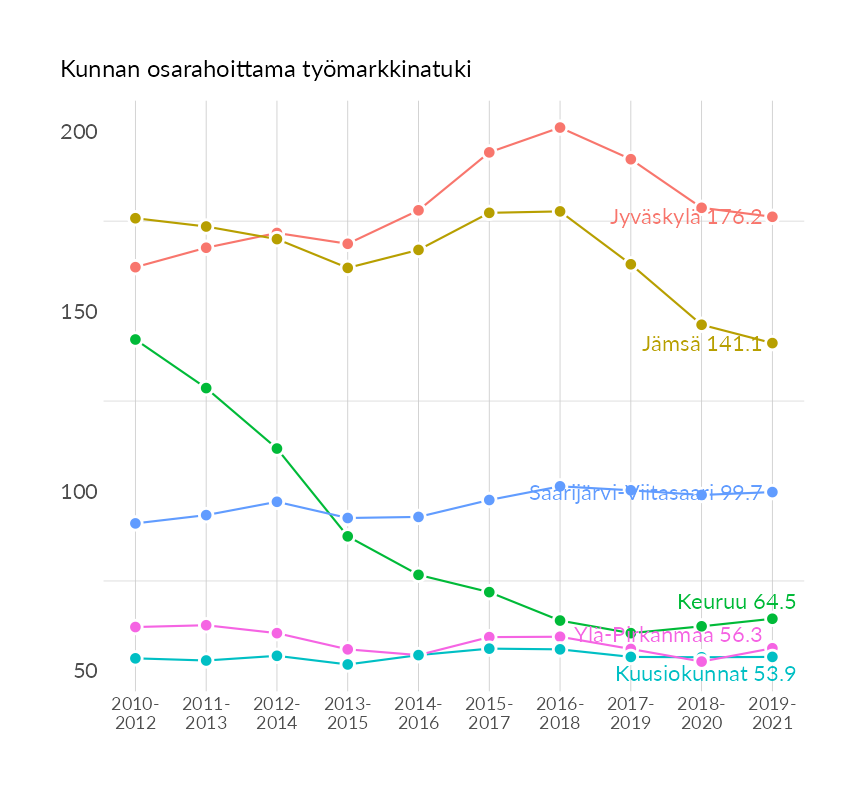 Kunnan osarahoittama työmarkkinatuki
200
150
100
50
Jyväskylä 176.2
Jämsä 141.1
Saarijärvi-Viitasaari 99.7
Keuruu 64.5
Ylä-Pirkanmaa 56.3
Kuusiokunnat 53.9
2010- 2011- 2012- 2013- 2014- 2015- 2016- 2017- 2018- 2019-
2012 2013 2014 2015 2016 2017 2018 2019 2020 2021